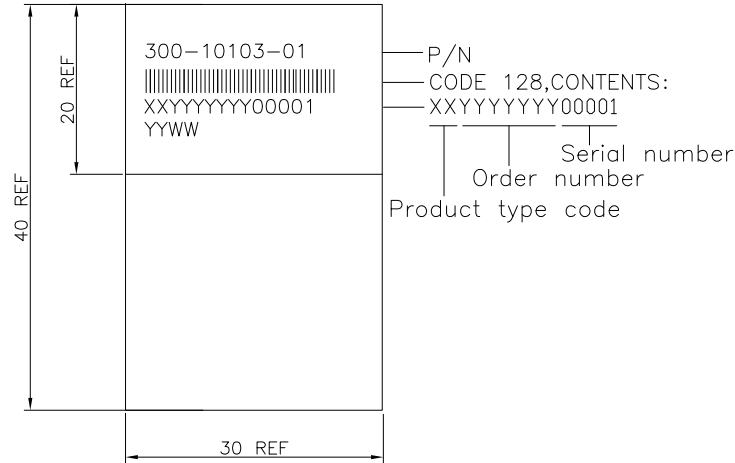 300-10103-01
XXYYYYYYY00001
YYWW
P/N
CODE 128,CONTENTS:
XXYYYYYYY00001
Serial number
Order number
Product type code
20 REF
40 REF
30 REF